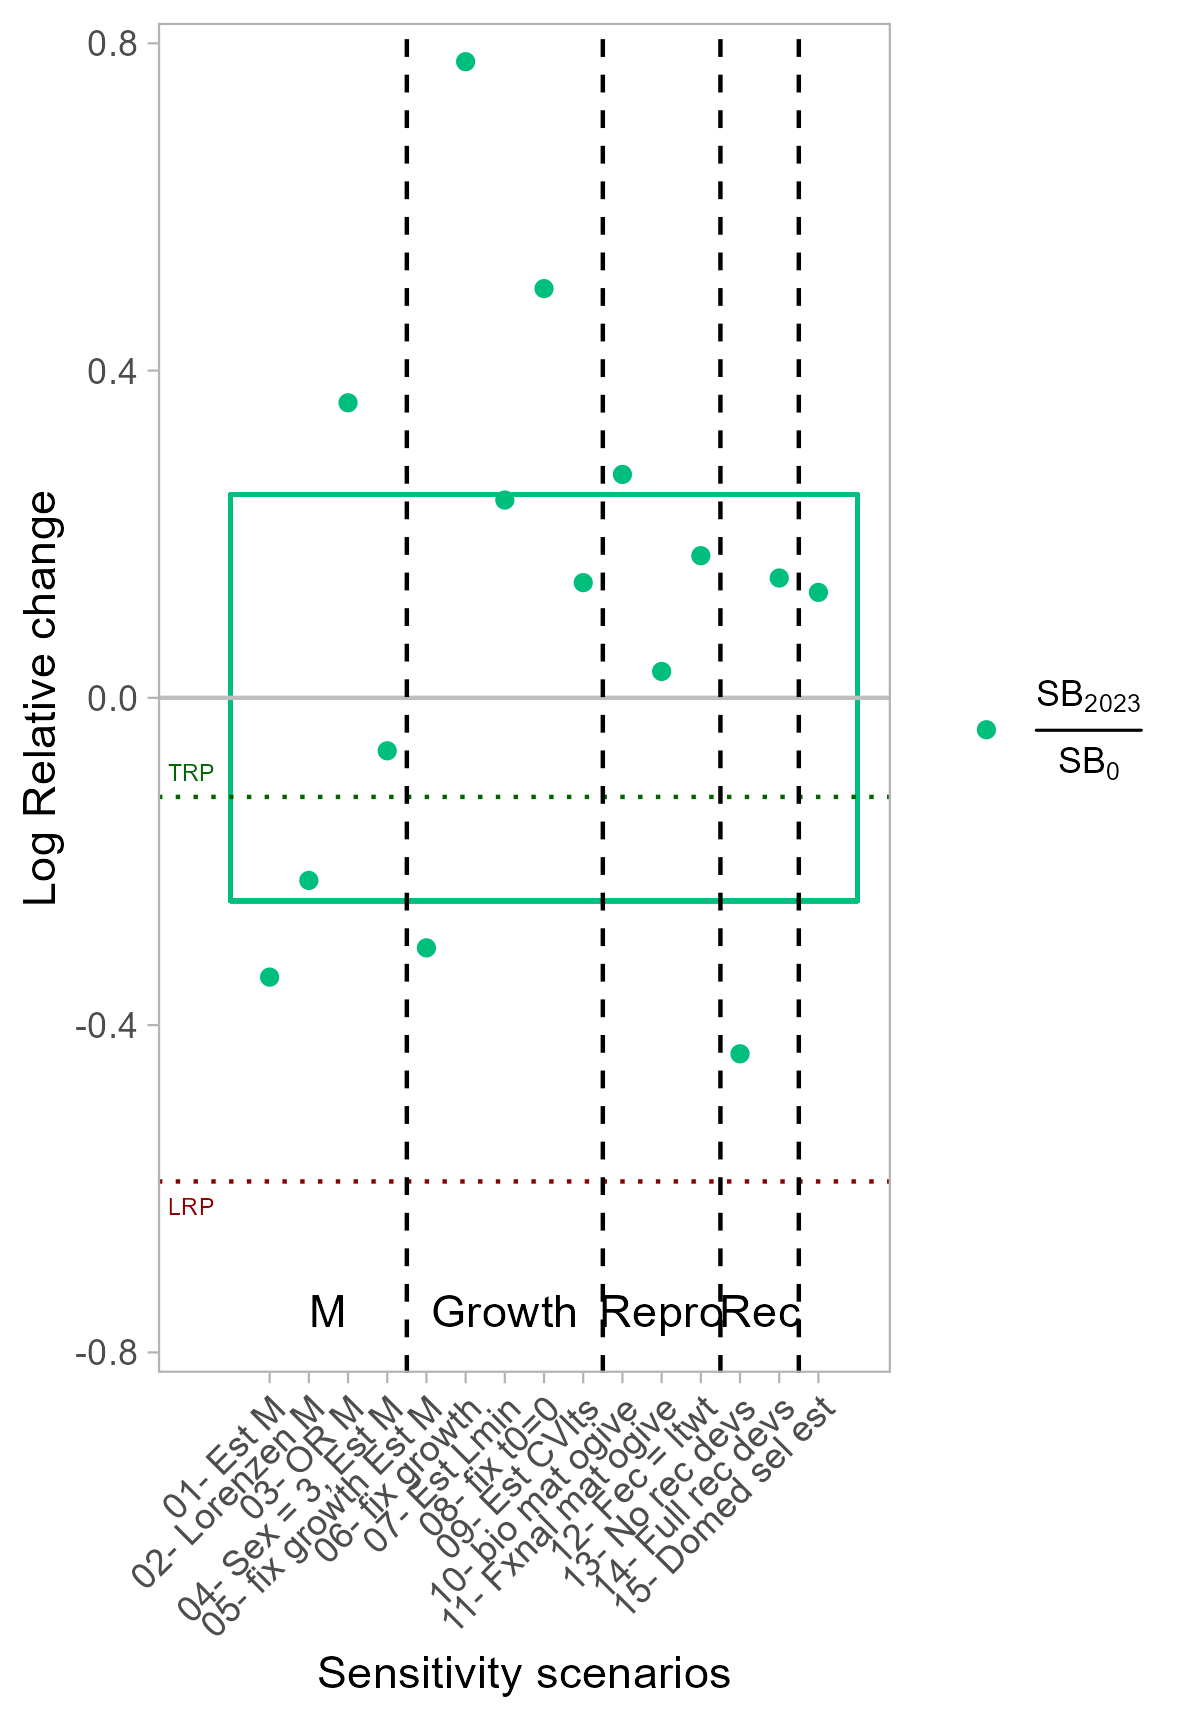 0.8
0.4
0.0
-0.4
-0.8
Log Relative change
TRP
LRP
M
Growth
Repro
Rec
01- Est M
02- Lorenzen M
03- OR M
04- Sex = 3, Est M
05- fix growth Est M
06- fix growth
07- Est Lmin
08- fix t0=0
09- Est CVlts
10- bio mat ogive
11- Fxnal mat ogive
12- Fec = ltwt
13- No rec devs
14- Full rec devs
15- Domed sel est
Sensitivity scenarios
SB2023
SB0